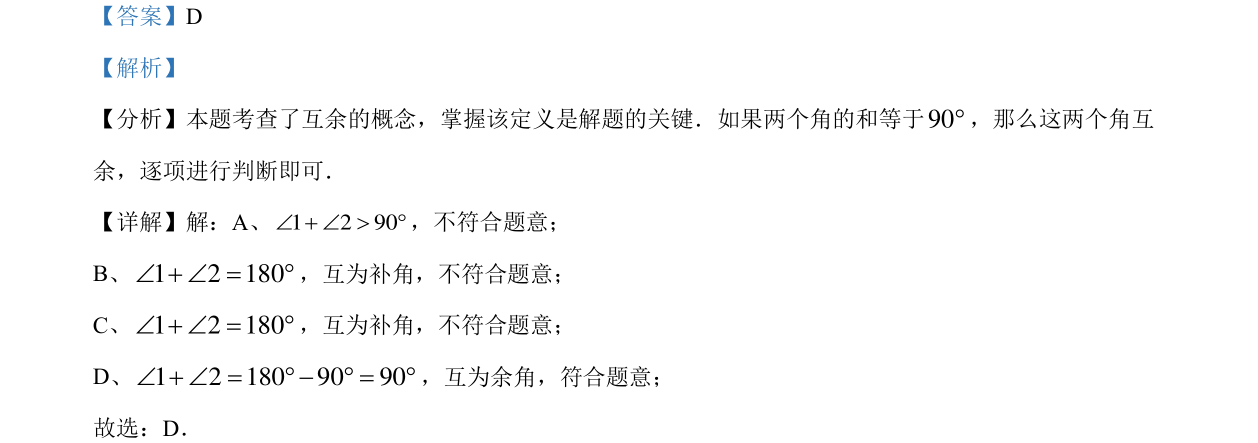 【答案】D
【解析】
【分析】本题考查了互余的概念，掌握该定义是解题的关键．如果两个角的和等于90°，那么这两个角互
余，逐项进行判断即可．
【详解】解：A、∠1+∠2>90°，不符合题意；
B、∠1+∠2=180°，互为补角，不符合题意；
C、∠1+∠2=180°，互为补角，不符合题意；
D、∠1+∠2=180°−90°=90°，互为余角，符合题意；
故选：D．